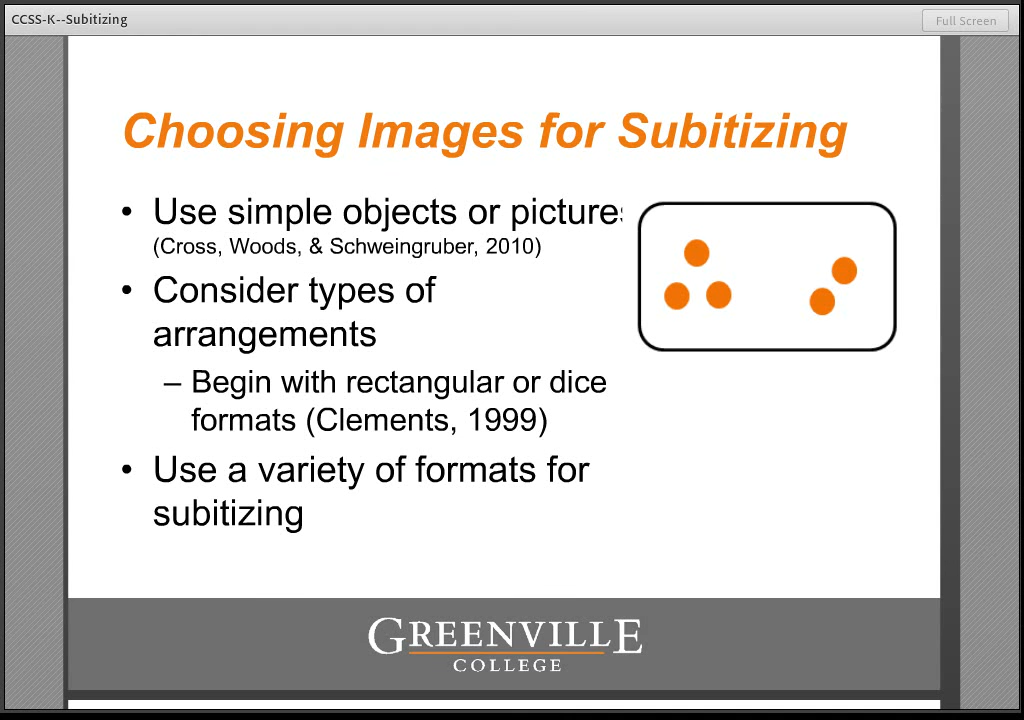 CCSS-K--Subitizing
Full Screen
Choosing Images for Subitizing
• Use simple objects or pictures
(Cross, Woods, & Schweingruber, 2010)
• Consider types of
arrangements
– Begin with rectangular or dice
formats (Clements, 1999)
• Use a variety of formats for
subitizing
GREENVILLE
COLLEGE